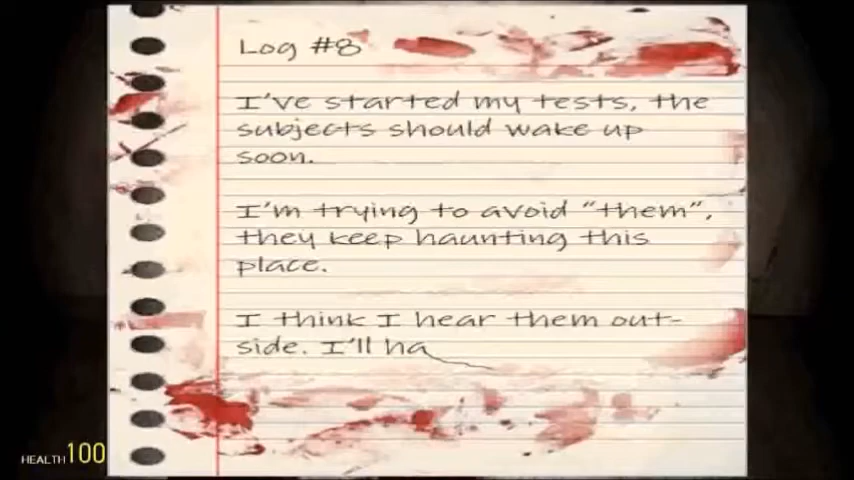 Log #8
I've started my tests, the
subjects should wake up
soon.
I'm trying to avoid "them",
they keep haunting this
place.
I think I hear them out-
side. I'll ha
HEALTH 100